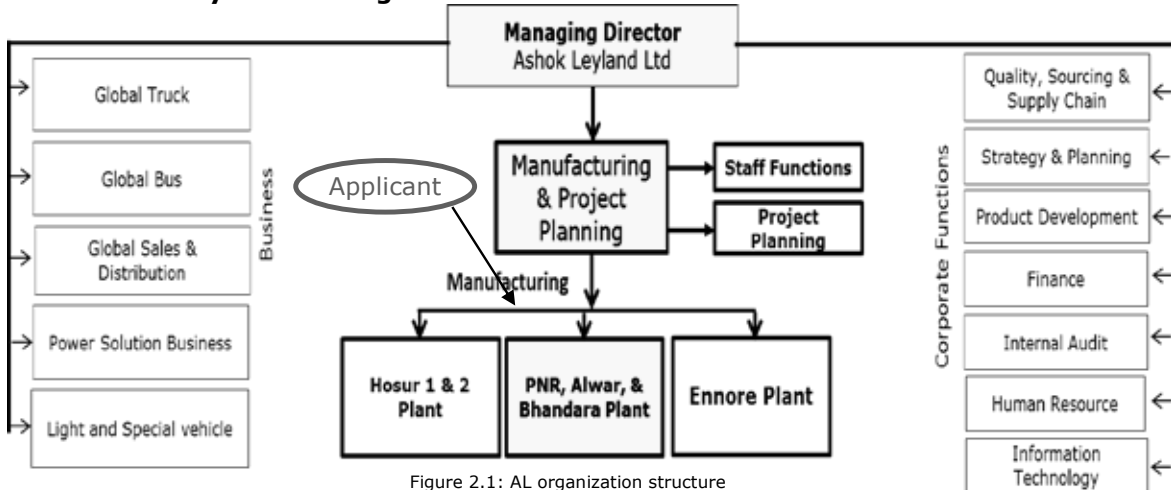 Managing Director
Ashok Leyland Ltd
Global Truck
Global Bus
Global Sales &
Distribution
Power Solution Business
Light and Special vehicle
Business
Applicant
Manufacturing
& Project
Planning
Staff Functions
Project
Planning
Manufacturing
Hosur 1 & 2
Plant
PNR, Alwar, &
Bhandara Plant
Ennore Plant
Corporate Functions
Quality, Sourcing &
Supply Chain
Strategy & Planning
Product Development
Finance
Internal Audit
Human Resource
Information
Technology
Figure 2.1: AL organization structure